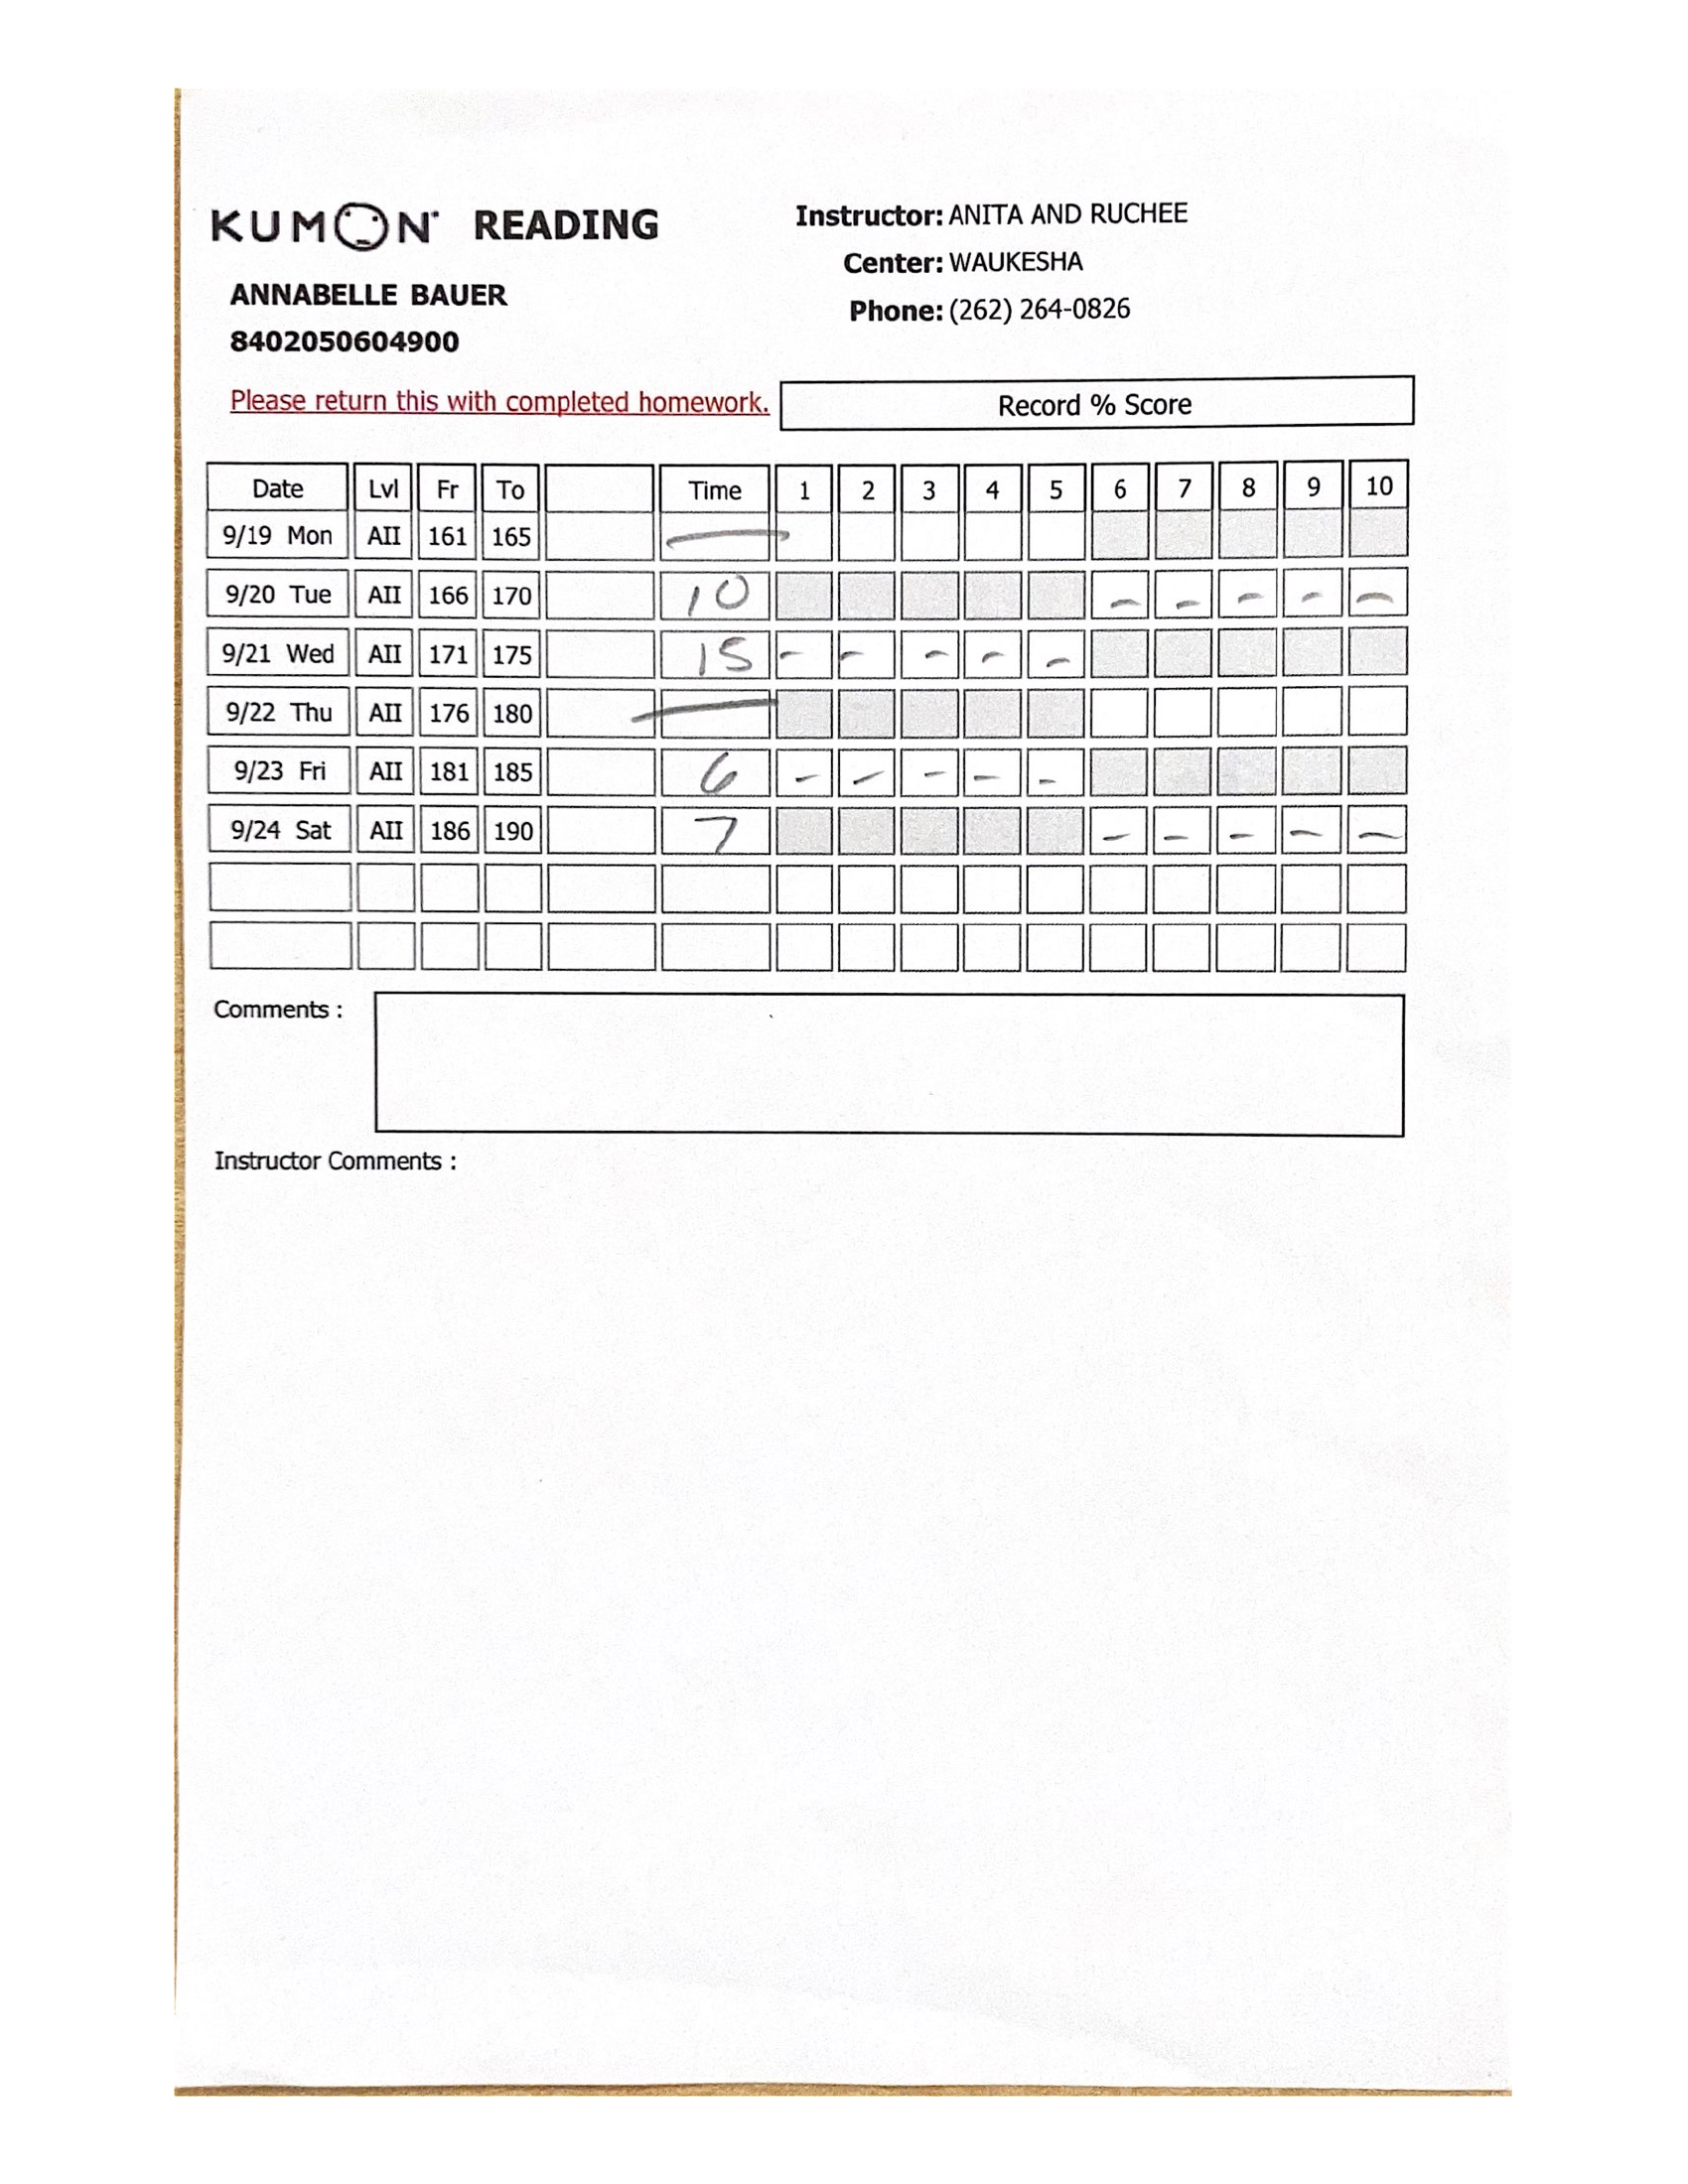 KUMON READING
Instructor: ANITA AND RUCHEE
Center: WAUKESHA
Phone: (262) 264-0826
ANNABELLE BAUER
8402050604900
Please return this with completed homework.
Record % Score
Date Lvl Fr To Time 1 2 3 4 5 6 7 8 9 10
9/19 Mon AII 161 165 —
9/20 Tue AII 166 170 10 - - - - -
9/21 Wed AII 171 175 15 - - - - -
9/22 Thu AII 176 180 —
9/23 Fri AII 181 185 6 - - - - -
9/24 Sat AII 186 190 7 - - - - -
Comments :
Instructor Comments :